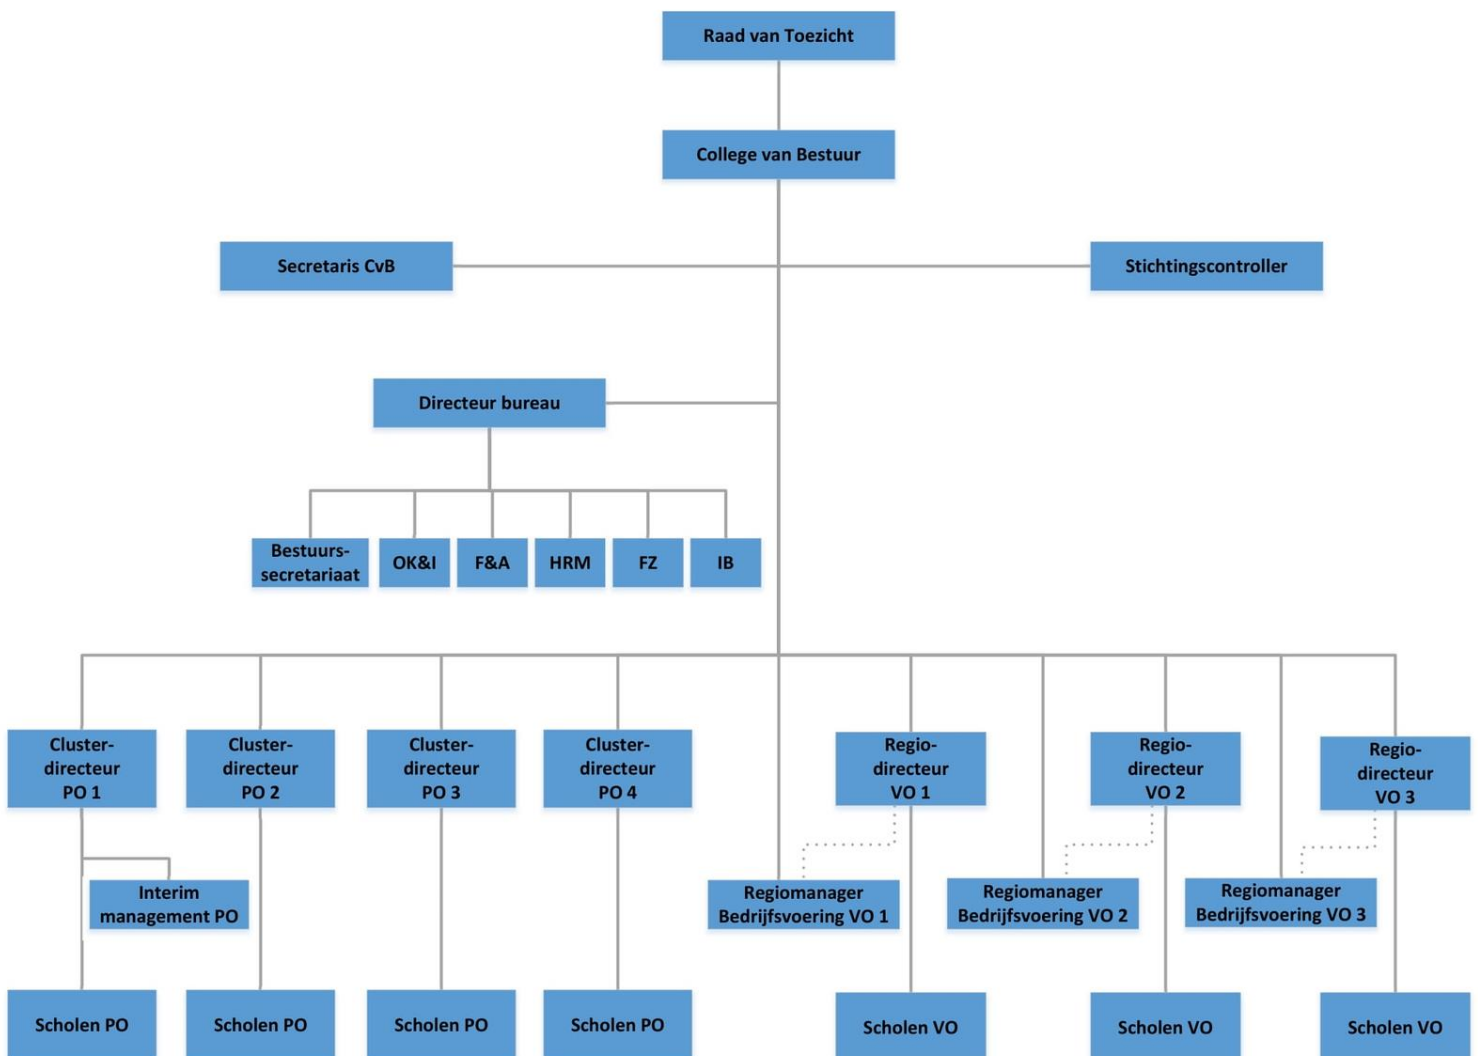 Raad van Toezicht
College van Bestuur
Secretaris CvB
Stichtingscontroller
Directeur bureau
Bestuurs-
secretariaat
OK&I
F&A
HRM
FZ
IB
Cluster-
directeur
PO 1
Cluster-
directeur
PO 2
Cluster-
directeur
PO 3
Cluster-
directeur
PO 4
Regio-
directeur
VO 1
Regio-
directeur
VO 2
Regio-
directeur
VO 3
Interim
management PO
Regiomanager
Bedrijfsvoering VO 1
Regiomanager
Bedrijfsvoering VO 2
Regiomanager
Bedrijfsvoering VO 3
Scholen PO
Scholen PO
Scholen PO
Scholen PO
Scholen VO
Scholen VO
Scholen VO